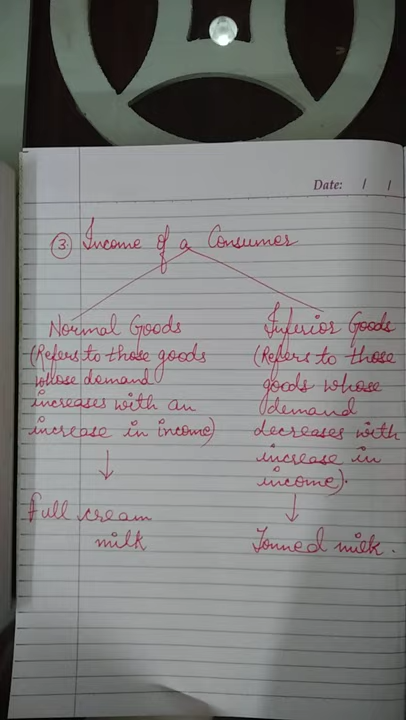 Date: / /
③ Income of a Consumer
Normal Goods
(Refers to those goods
whose demand
increases with an
increase in income)
↓
Full cream
milk
Inferior Goods
(Refers to those
goods whose
demand
decreases with
increase in
income).
↓
Tonned milk.